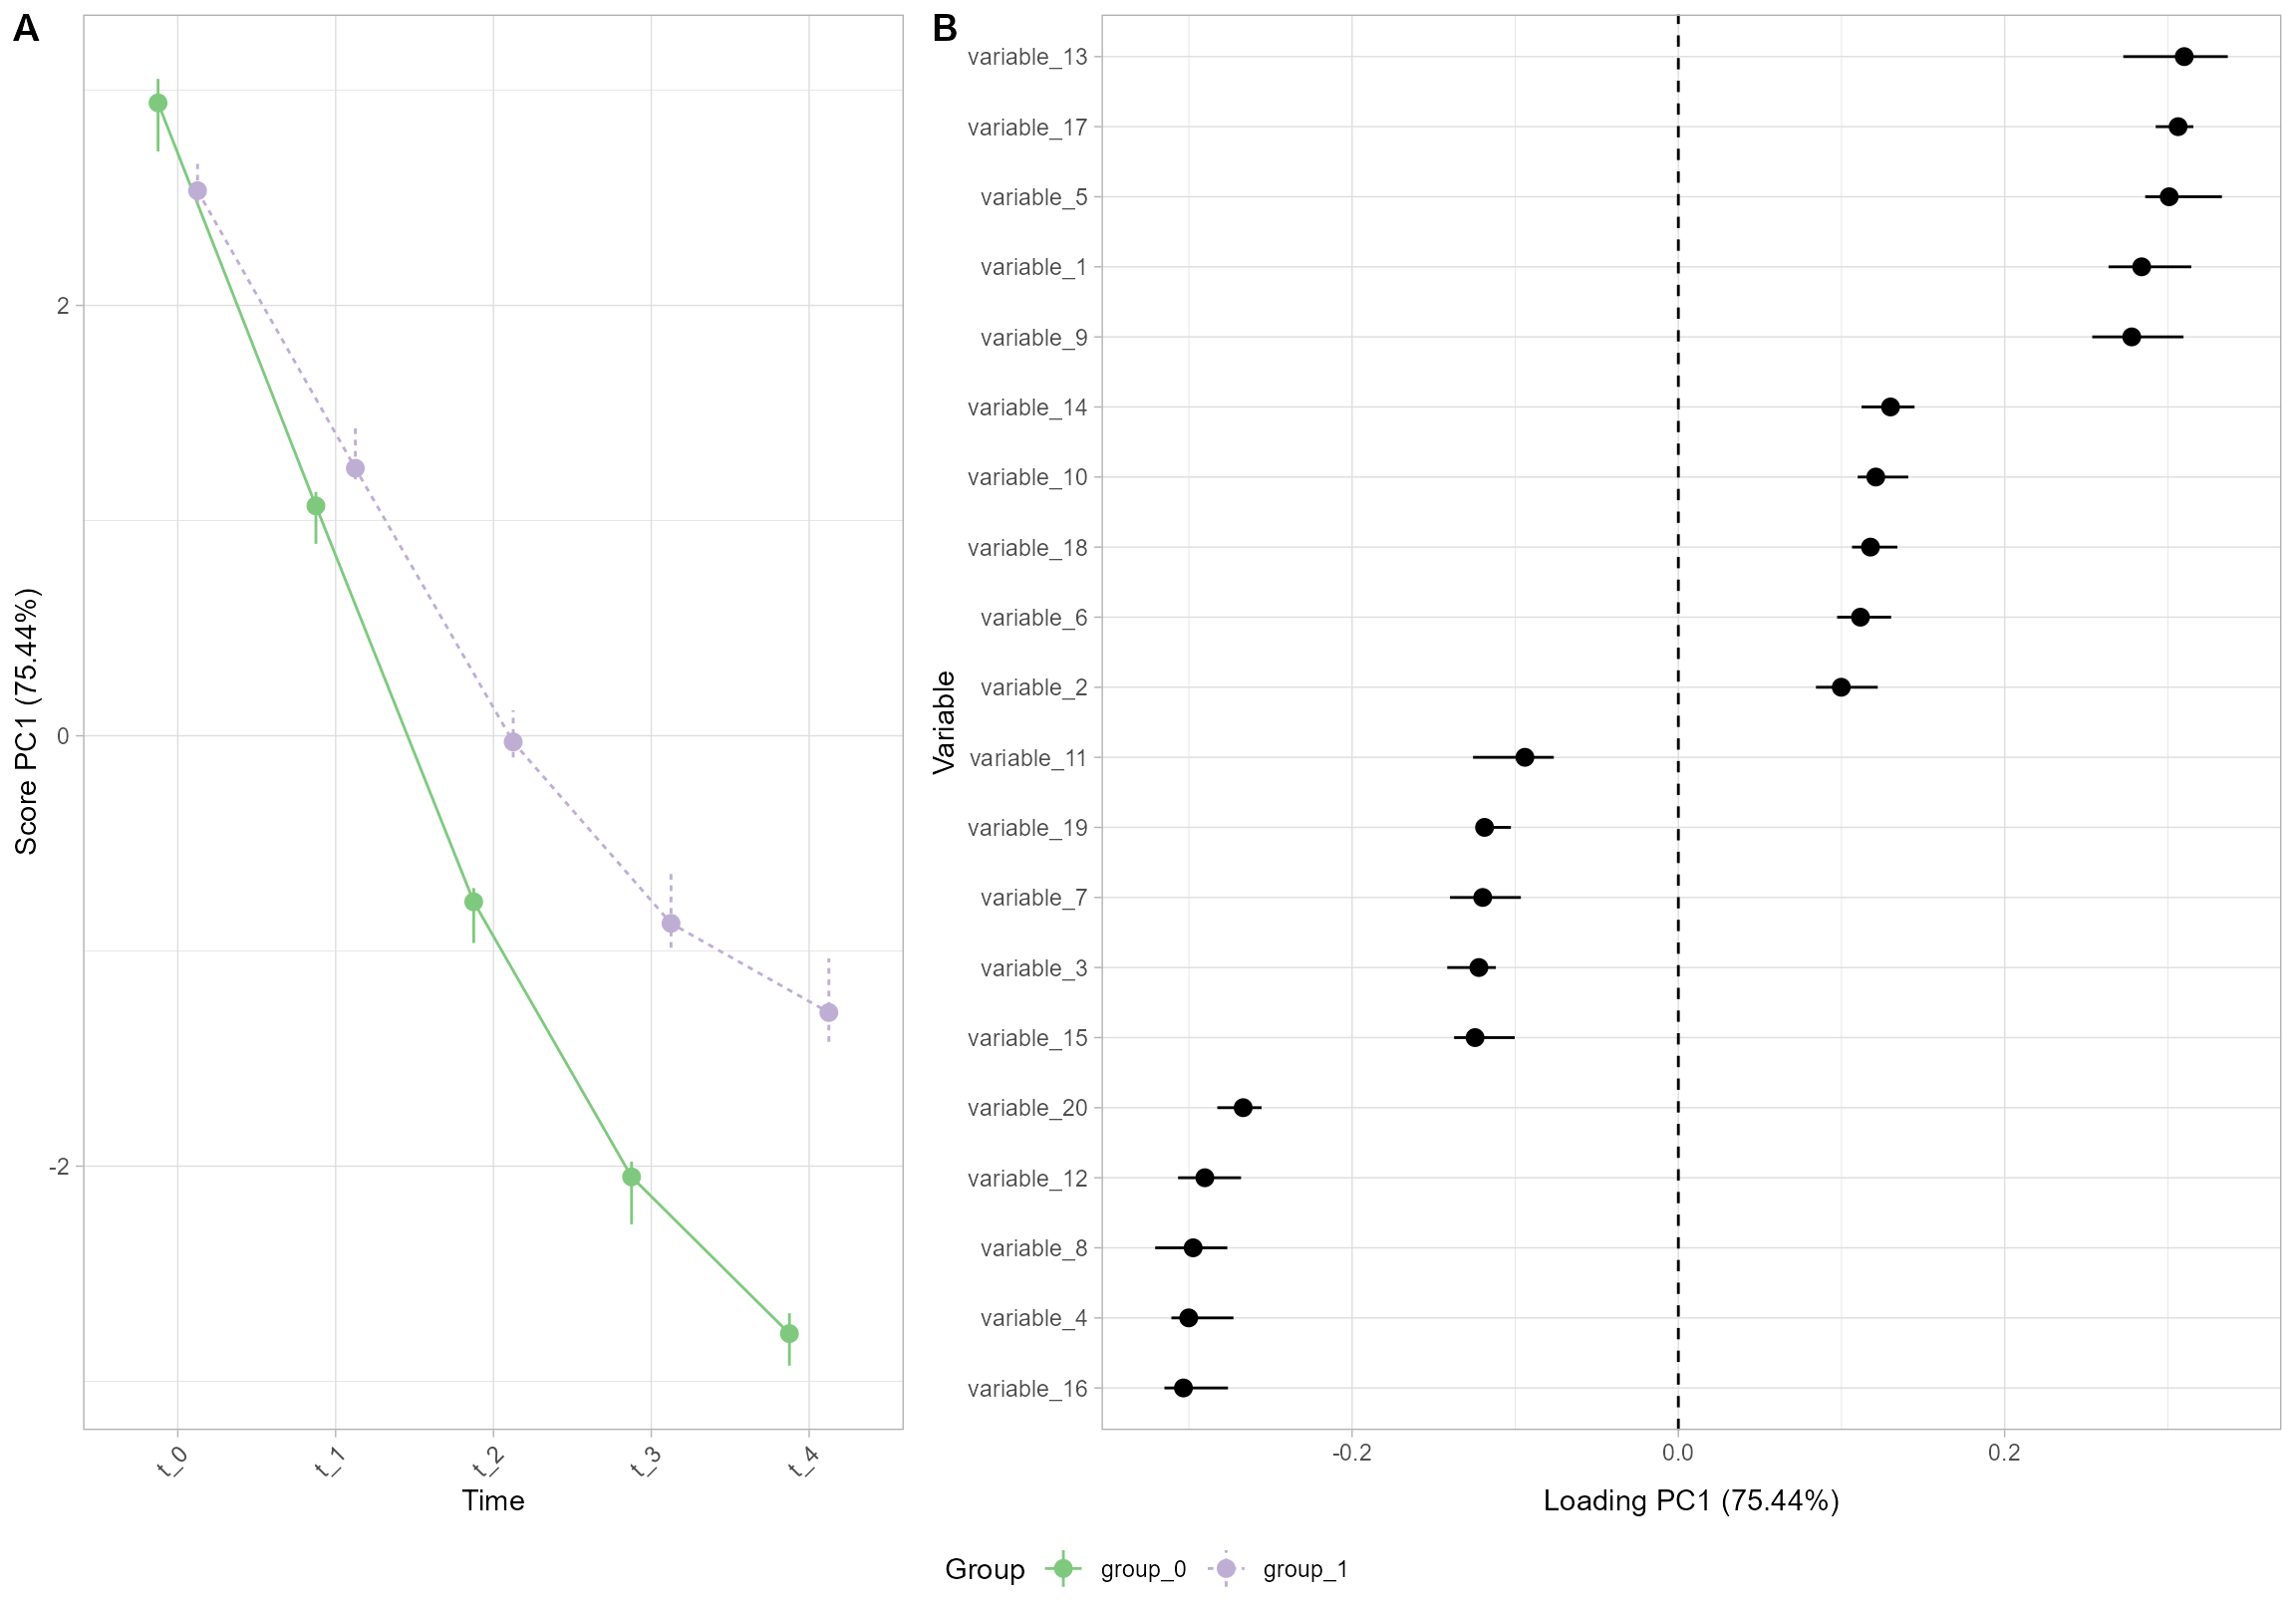 A
Score PC1 (75.44%)
2
0
-2
t_0
t_1
t_2
t_3
t_4
Time
B
Variable
variable_13
variable_17
variable_5
variable_1
variable_9
variable_14
variable_10
variable_18
variable_6
variable_2
variable_11
variable_19
variable_7
variable_3
variable_15
variable_20
variable_12
variable_8
variable_4
variable_16
-0.2
0.0
0.2
Loading PC1 (75.44%)
Group
group_0
group_1